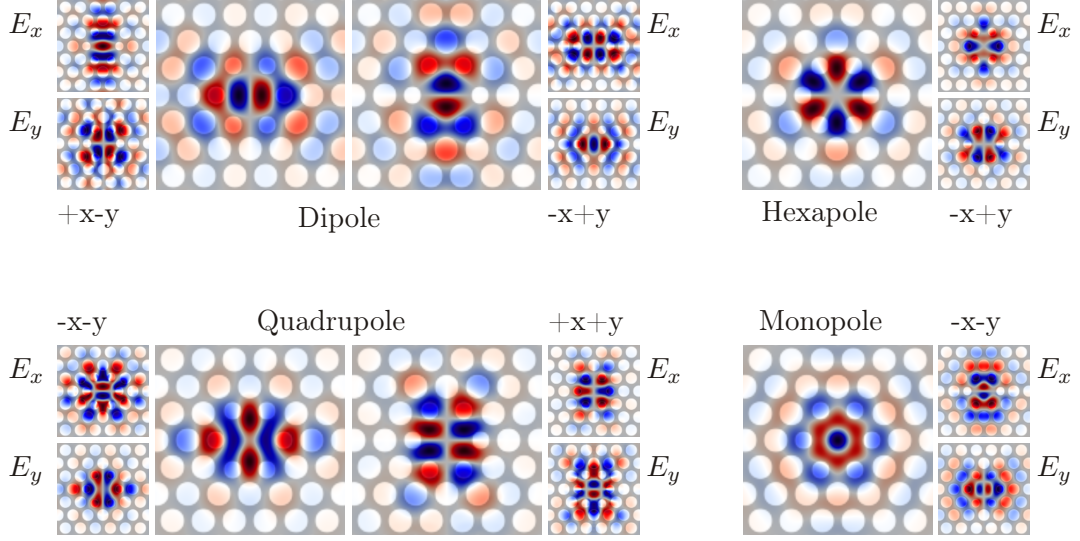 E_x E_x E_x
E_y E_y E_y
+x-y Dipole -x+y Hexapole -x+y
-x-y Quadrupole +x+y Monopole -x-y
E_x E_x E_x
E_y E_y E_y